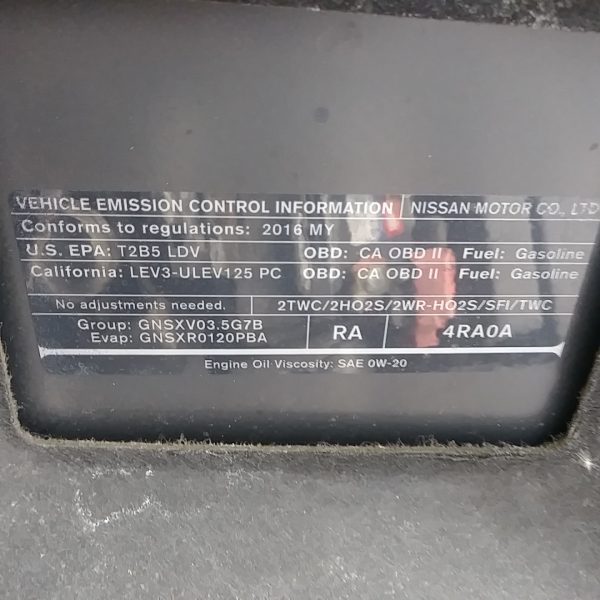 VEHICLE EMISSION CONTROL INFORMATION | NISSAN MOTOR CO., LTD
Conforms to regulations: 2016 MY
U.S. EPA: T2B5 LDV OBD: CA OBD II Fuel: Gasoline
California: LEV3-ULEV125 PC OBD: CA OBD II Fuel: Gasoline
No adjustments needed. 2TWC/2HO2S/2WR-HO2S/SFI/TWC
Group: GNSXV03.5G7B RA 4RA0A
Evap: GNSXR0120PBA
Engine Oil Viscosity: SAE 0W-20